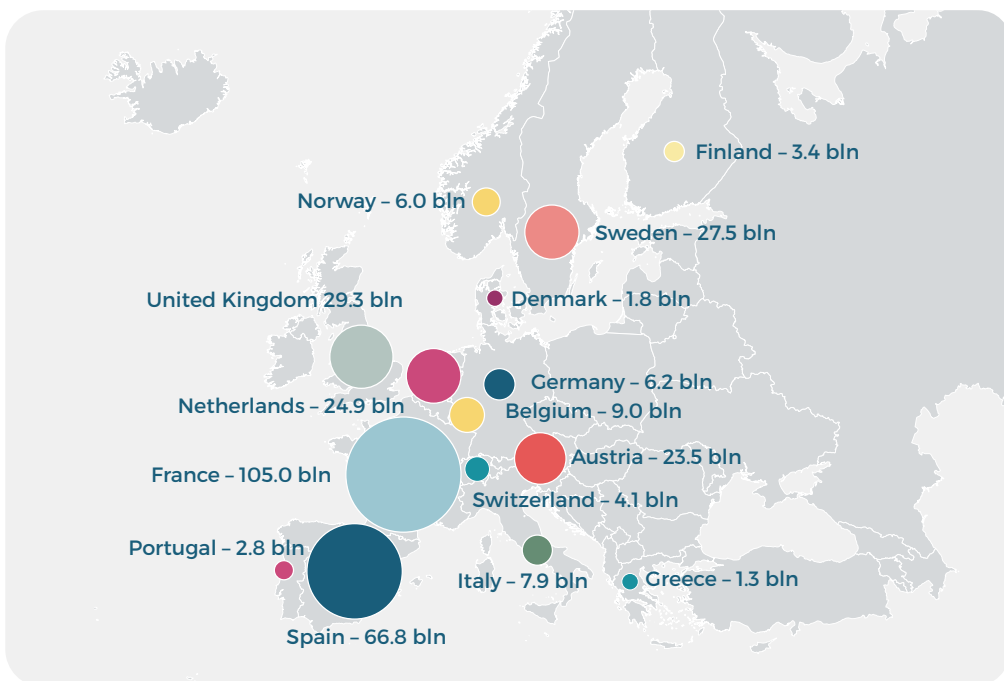 Finland – 3.4 bln
Norway – 6.0 bln
Sweden – 27.5 bln
United Kingdom 29.3 bln
Denmark – 1.8 bln
Germany – 6.2 bln
Netherlands – 24.9 bln
Belgium – 9.0 bln
Austria – 23.5 bln
France – 105.0 bln
Switzerland – 4.1 bln
Portugal – 2.8 bln
Italy – 7.9 bln
Greece – 1.3 bln
Spain – 66.8 bln